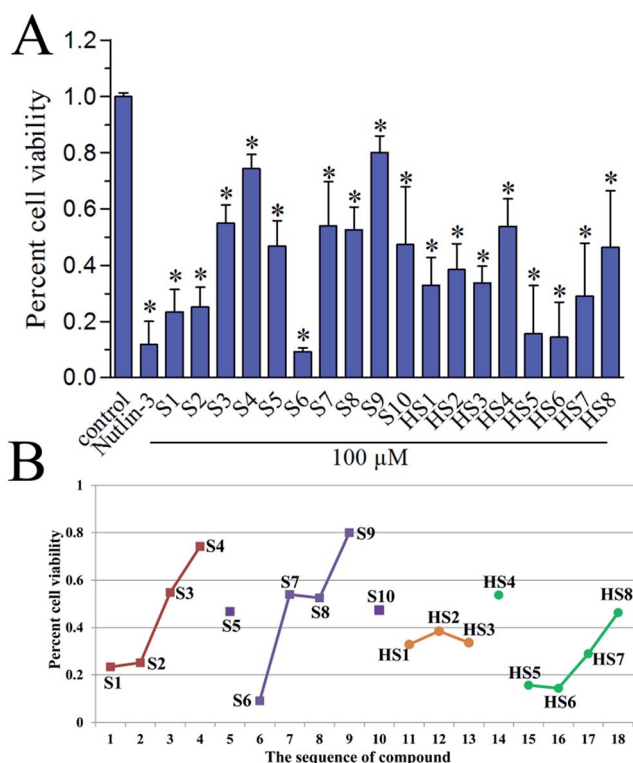 A
Percent cell viability
1.2
1.0
0.8
0.6
0.4
0.2
0.0
* * * * * * * * * * * * * * * * * * *
control Nutlin-3 S1 S2 S3 S4 S5 S6 S7 S8 S9 S10 HS1 HS2 HS3 HS4 HS5 HS6 HS7 HS8
100 µM
B
Percent cell viability
1
0.8
0.6
0.4
0.2
0
S1
S2
S3
S4
S5
S6
S7
S8
S9
S10
HS1
HS2
HS3
HS4
HS5
HS6
HS7
HS8
1 2 3 4 5 6 7 8 9 10 11 12 13 14 15 16 17 18
The sequence of compound